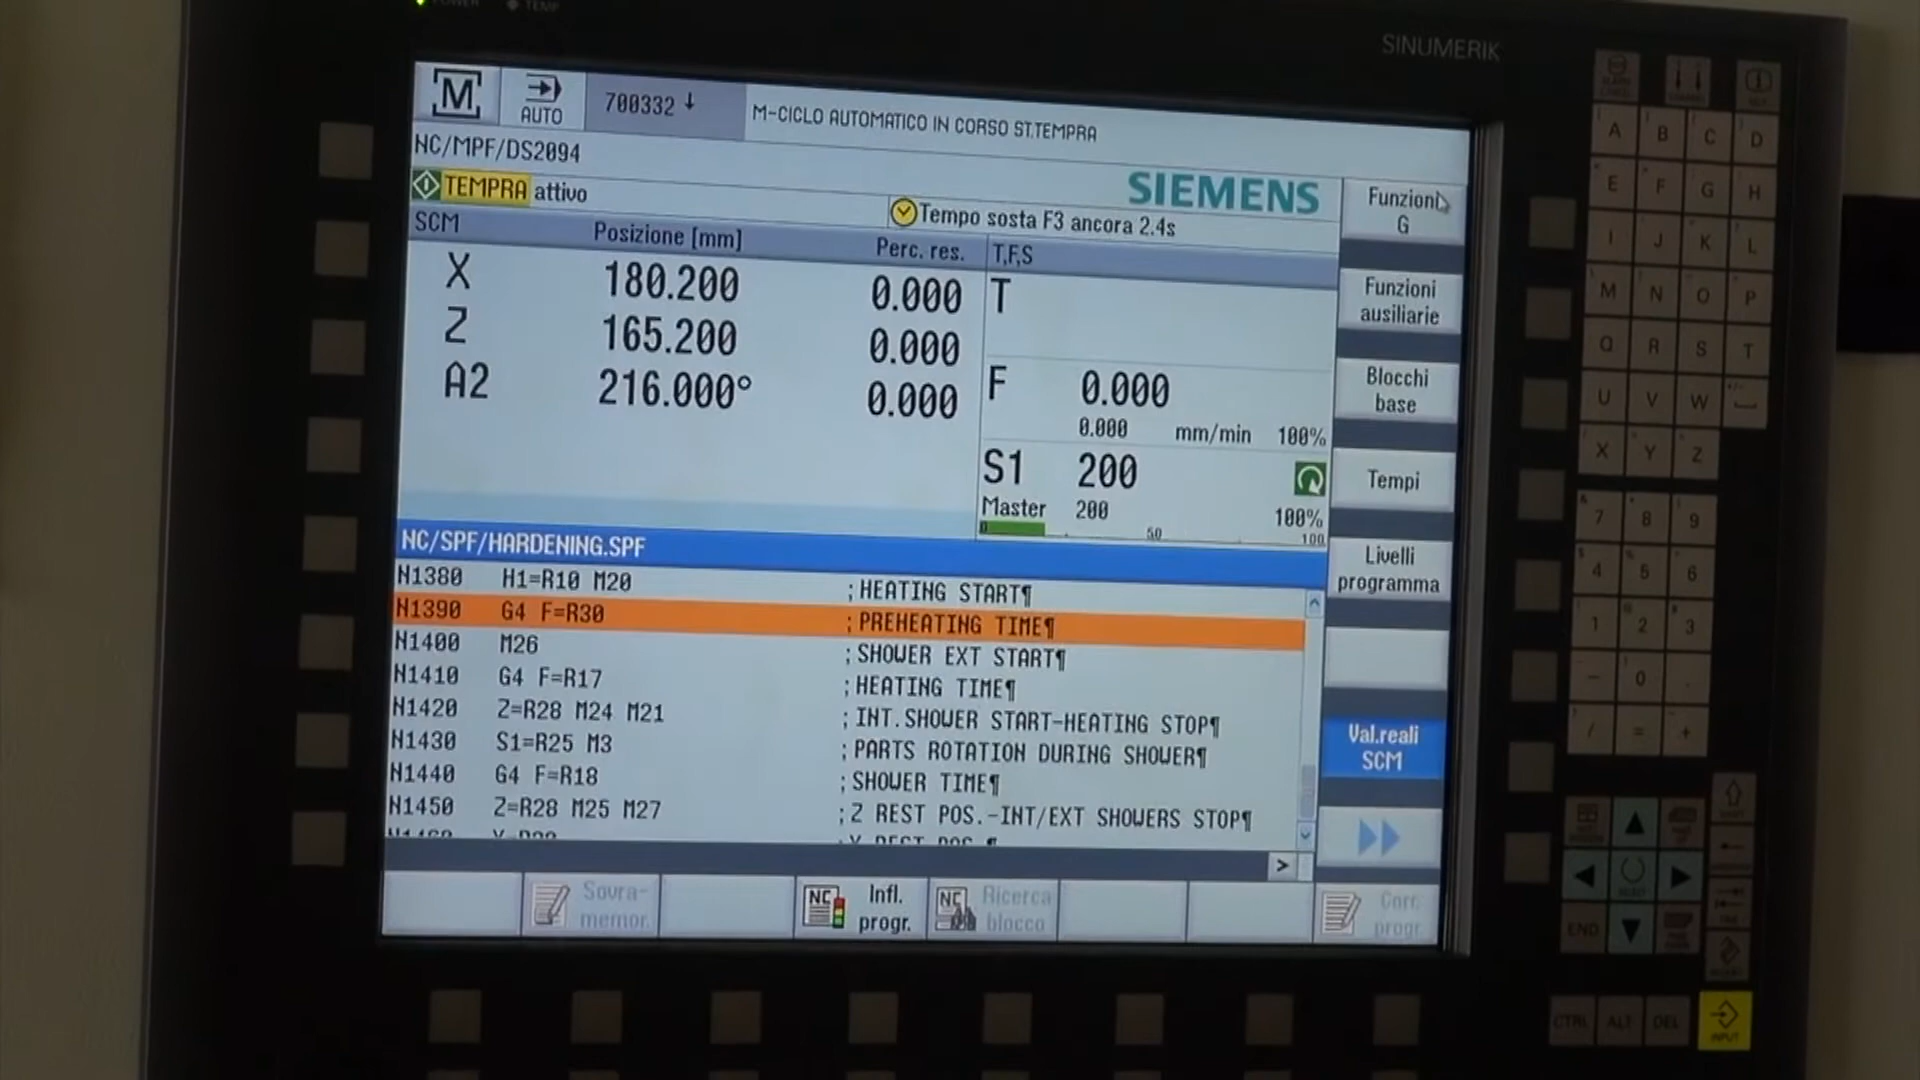 POWER TEMP
SINUMERIK
M
AUTO
700332 ↓
M-CICLO AUTOMATICO IN CORSO ST.TEMPRA
NC/MPF/DS2094
SIEMENS
TEMPRA attivo
Tempo sosta F3 ancora 2.4s
SCM Posizione [mm] Perc. res. T,F,S
X 180.200 0.000
Z 165.200 0.000
A2 216.000° 0.000
T
F 0.000
0.000 mm/min 100%
S1 200
Master 200 100%
0 50 100
NC/SPF/HARDENING.SPF
N1380 H1=R10 M20 ;HEATING START¶
N1390 G4 F=R30 ; PREHEATING TIME¶
N1400 M26 ;SHOWER EXT START¶
N1410 G4 F=R17 ;HEATING TIME¶
N1420 Z=R28 M24 M21 ;INT.SHOWER START-HEATING STOP¶
N1430 S1=R25 M3 ;PARTS ROTATION DURING SHOWER¶
N1440 G4 F=R18 ;SHOWER TIME¶
N1450 Z=R28 M25 M27 ;Z REST POS.-INT/EXT SHOWERS STOP¶
>
Funzioni
G
Funzioni
ausiliarie
Blocchi
base
Tempi
Livelli
programma
Val.reali
SCM
Sovra-
memor.
NC Infl.
progr.
NC Ricerca
blocco
Corr.
progr
A B C D
E F G H
I J K L
M N O P
Q R S T
U V W
X Y Z
7 8 9
4 5 6
1 2 3
- 0 .
/ = +
END
CTRL ALT DEL
INPUT